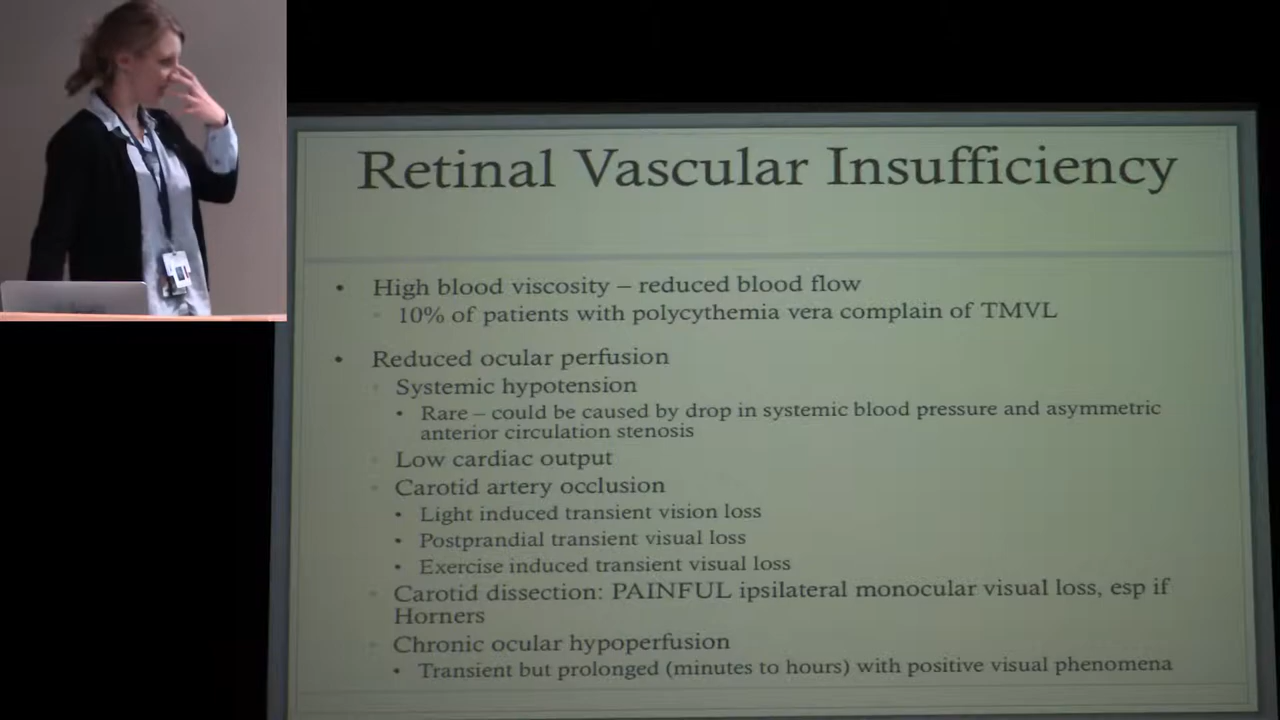 Retinal Vascular Insufficiency
• High blood viscosity – reduced blood flow
◦ 10% of patients with polycythemia vera complain of TMVL
• Reduced ocular perfusion
◦ Systemic hypotension
• Rare – could be caused by drop in systemic blood pressure and asymmetric
anterior circulation stenosis
◦ Low cardiac output
◦ Carotid artery occlusion
• Light induced transient vision loss
• Postprandial transient visual loss
• Exercise induced transient visual loss
◦ Carotid dissection: PAINFUL ipsilateral monocular visual loss, esp if
Horners
◦ Chronic ocular hypoperfusion
• Transient but prolonged (minutes to hours) with positive visual phenomena